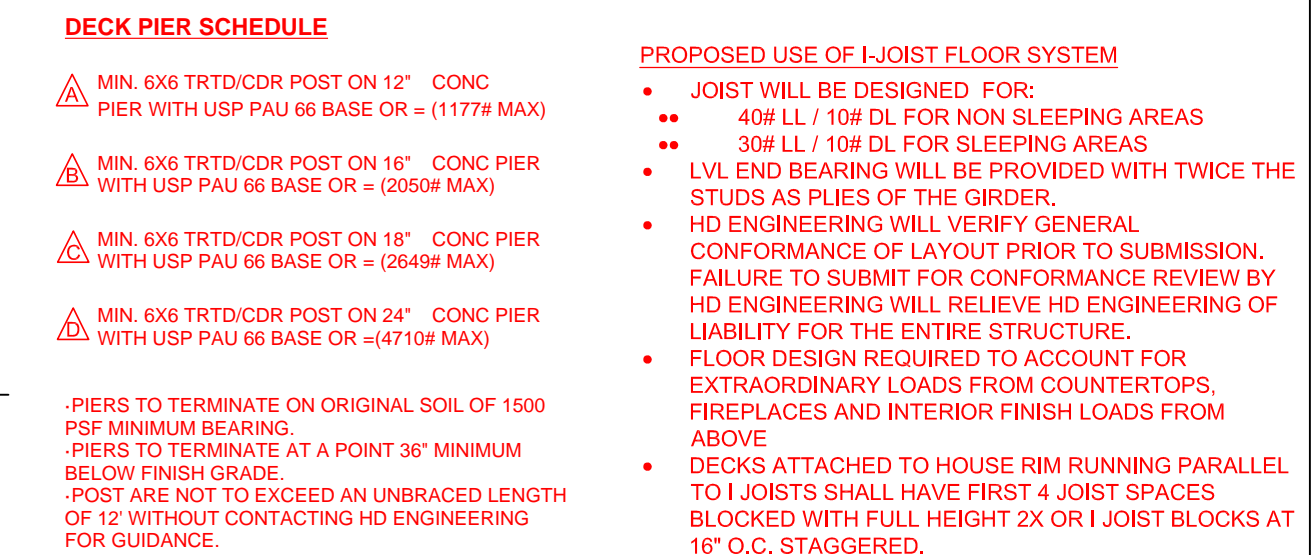 DECK PIER SCHEDULE
A MIN. 6X6 TRTD/CDR POST ON 12" CONC
PIER WITH USP PAU 66 BASE OR = (1177# MAX)
B MIN. 6X6 TRTD/CDR POST ON 16" CONC PIER
WITH USP PAU 66 BASE OR = (2050# MAX)
C MIN. 6X6 TRTD/CDR POST ON 18" CONC PIER
WITH USP PAU 66 BASE OR = (2649# MAX)
D MIN. 6X6 TRTD/CDR POST ON 24" CONC PIER
WITH USP PAU 66 BASE OR =(4710# MAX)
·PIERS TO TERMINATE ON ORIGINAL SOIL OF 1500
PSF MINIMUM BEARING.
·PIERS TO TERMINATE AT A POINT 36" MINIMUM
BELOW FINISH GRADE.
·POST ARE NOT TO EXCEED AN UNBRACED LENGTH
OF 12' WITHOUT CONTACTING HD ENGINEERING
FOR GUIDANCE.
PROPOSED USE OF I-JOIST FLOOR SYSTEM
• JOIST WILL BE DESIGNED FOR:
•• 40# LL / 10# DL FOR NON SLEEPING AREAS
•• 30# LL / 10# DL FOR SLEEPING AREAS
• LVL END BEARING WILL BE PROVIDED WITH TWICE THE
STUDS AS PLIES OF THE GIRDER.
• HD ENGINEERING WILL VERIFY GENERAL
CONFORMANCE OF LAYOUT PRIOR TO SUBMISSION.
FAILURE TO SUBMIT FOR CONFORMANCE REVIEW BY
HD ENGINEERING WILL RELIEVE HD ENGINEERING OF
LIABILITY FOR THE ENTIRE STRUCTURE.
• FLOOR DESIGN REQUIRED TO ACCOUNT FOR
EXTRAORDINARY LOADS FROM COUNTERTOPS,
FIREPLACES AND INTERIOR FINISH LOADS FROM
ABOVE
• DECKS ATTACHED TO HOUSE RIM RUNNING PARALLEL
TO I JOISTS SHALL HAVE FIRST 4 JOIST SPACES
BLOCKED WITH FULL HEIGHT 2X OR I JOIST BLOCKS AT
16" O.C. STAGGERED.